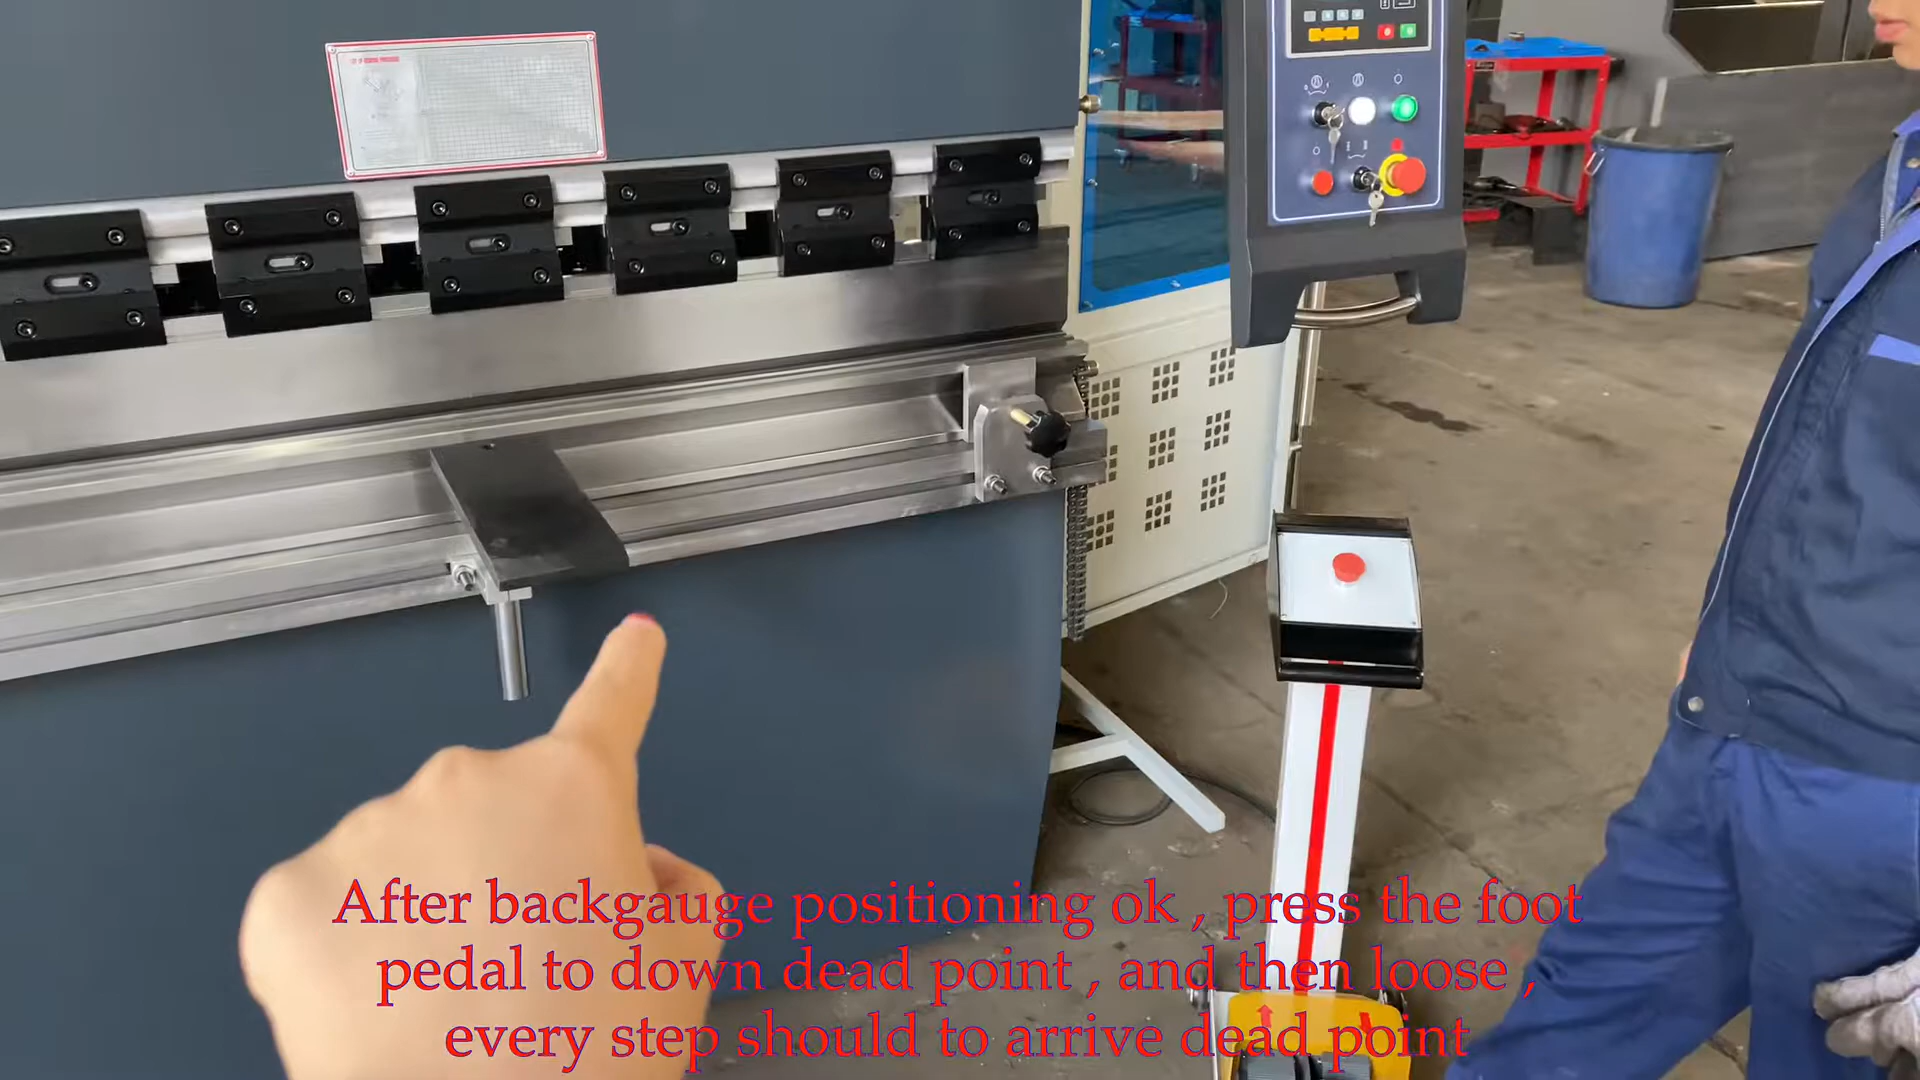 After backgauge positioning ok , press the foot
pedal to down dead point , and then loose ,
every step should to arrive dead point